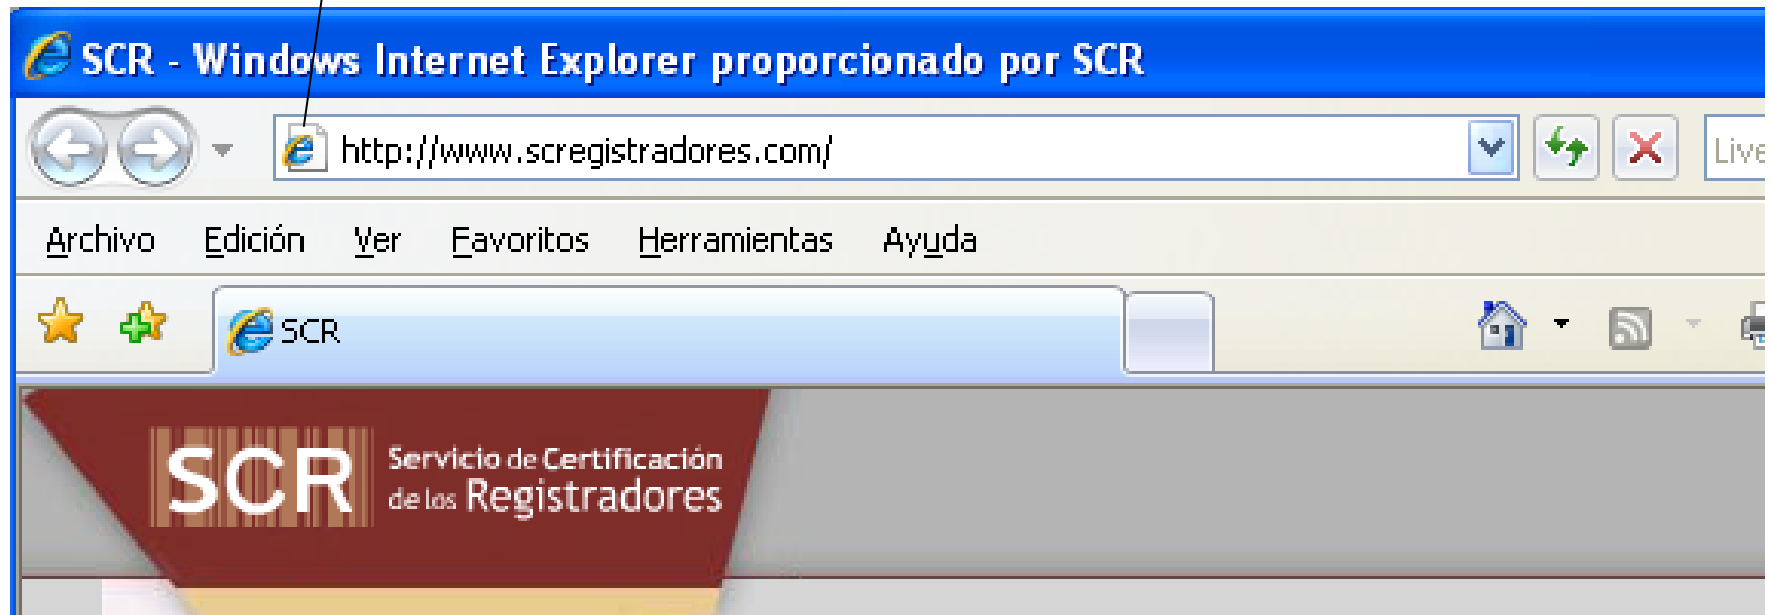 SCR - Windows Internet Explorer proporcionado por SCR
http://www.scregistradores.com/
Live
Archivo Edición Ver Favoritos Herramientas Ayuda
SCR
SCR Servicio de Certificación
de los Registradores